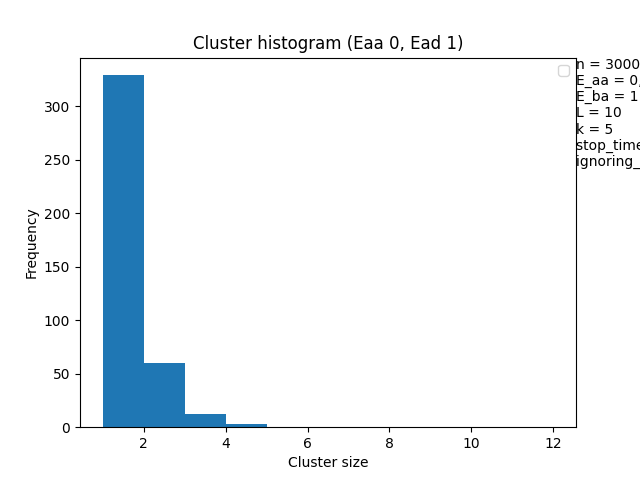 Cluster histogram (Eaa 0, Ead 1)
n = 3000
E_aa = 0,
E_ba = 1
L = 10
k = 5
stop_time
ignoring_
300
250
200
150
100
50
0
Frequency
2 4 6 8 10 12
Cluster size